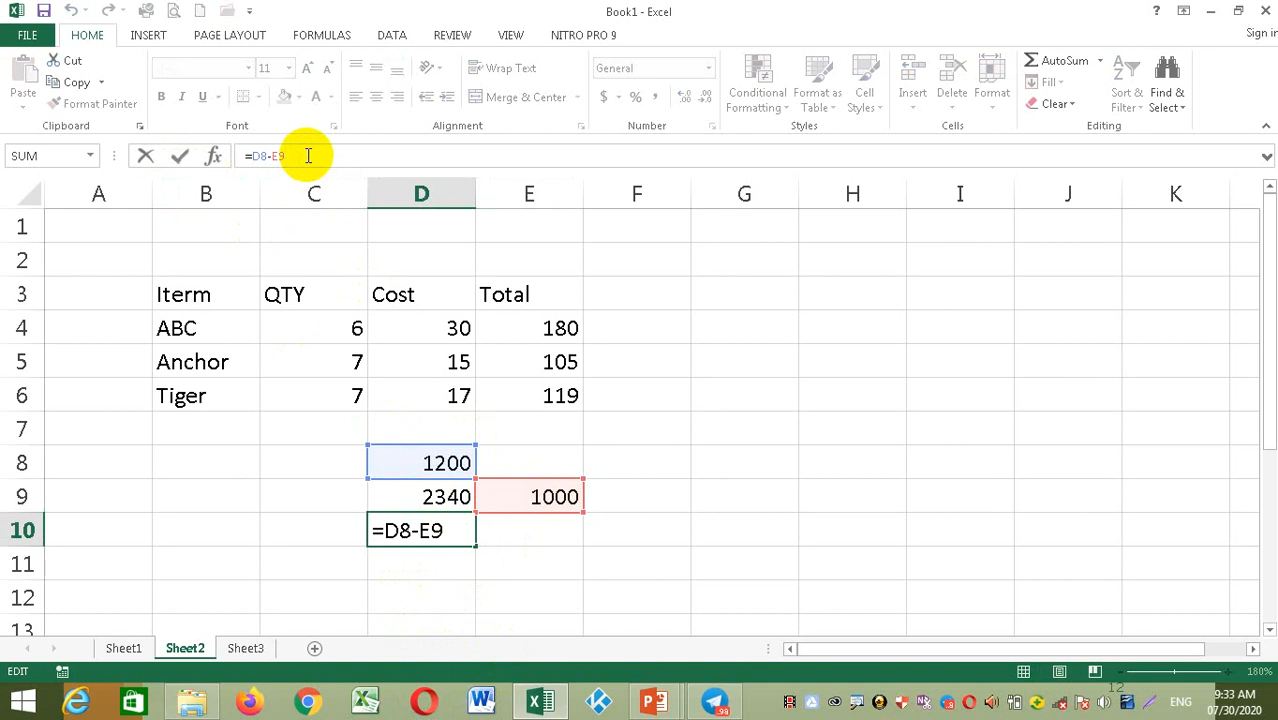 Book1 - Excel
? 
FILE HOME INSERT PAGE LAYOUT FORMULAS DATA REVIEW VIEW NITRO PRO 9 Sign in
Paste
Cut
Copy
Format Painter
Clipboard
11 A A
B I U A
Font
Wrap Text
Merge & Center
Alignment
General
$ % ,
Number
Conditional
Formatting
Format as
Table
Cell
Styles
Styles
Insert
Delete
Format
Cells
AutoSum
Fill
Clear
Sort &
Filter
Find &
Select
Editing
SUM fx =D8-E9
A B C D E F G H I J K
1
2
3 Iterm QTY Cost Total
4 ABC 6 30 180
5 Anchor 7 15 105
6 Tiger 7 17 119
7
8 1200
9 2340 1000
10 =D8-E9
11
12
13
Sheet1 Sheet2 Sheet3
EDIT 180%
12
98
ENG
9:33 AM
07/30/2020